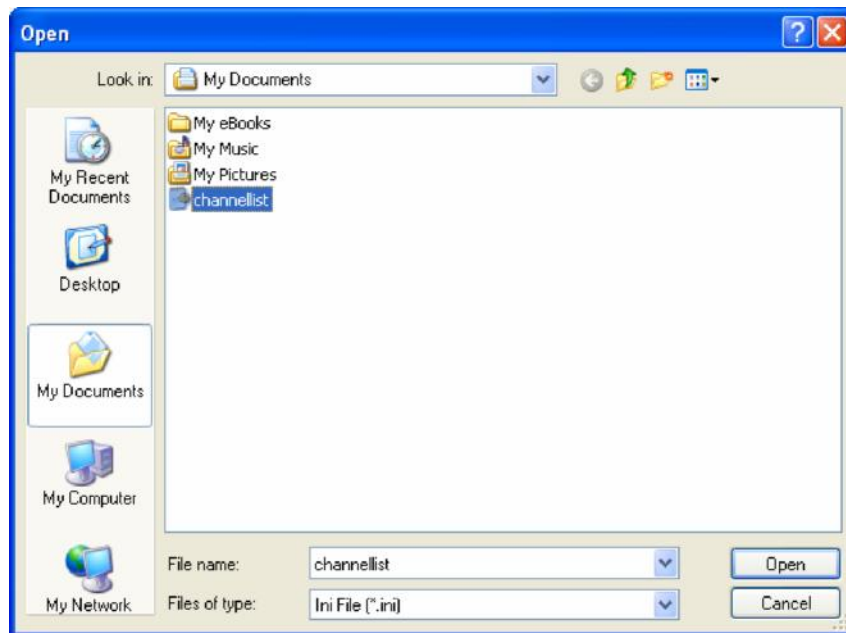 Open
Look in:
My Documents
My Recent
Documents
Desktop
My Documents
My Computer
My Network
My eBooks
My Music
My Pictures
channellist
File name:
channellist
Open
Files of type:
Ini File (*.ini)
Cancel